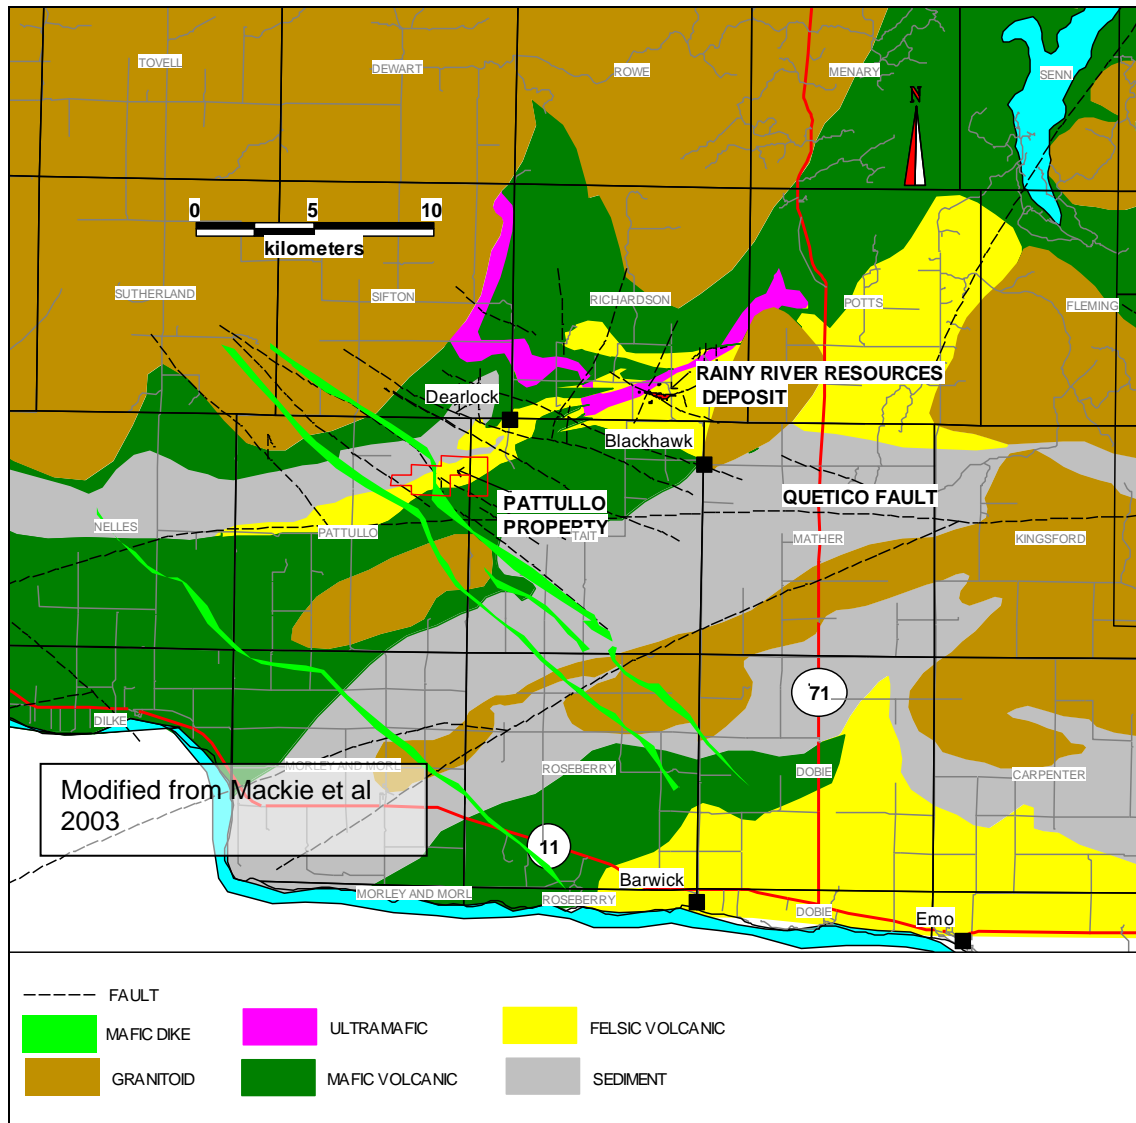 TOVELL
DEWART
ROWE
MENARY
SENN
N
0 5 10
kilometers
SUTHERLAND
SIFTON
RICHARDSON
POTTS
FLEMING
RAINY RIVER RESOURCES
DEPOSIT
Dearlock
Blackhawk
QUETICO FAULT
PATTULLO
PROPERTY
NELLES
PATTULLO
TAIT
MATHER
KINGSFORD
71
DILKE
MORLEY AND MORL
ROSEBERRY
DOBIE
CARPENTER
Modified from Mackie et al
2003
11
Barwick
MORLEY AND MORL
ROSEBERRY
DOBIE
Emo
FAULT
MAFIC DIKE
ULTRAMAFIC
FELSIC VOLCANIC
GRANITOID
MAFIC VOLCANIC
SEDIMENT